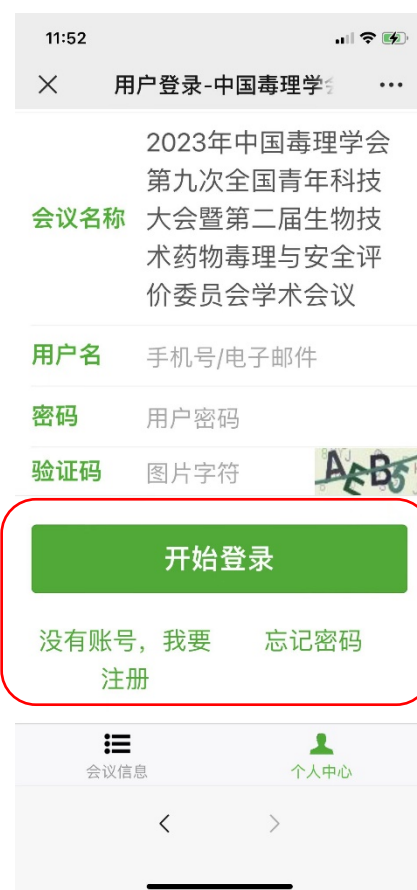 11:52
用户登录-中国毒理学
会议名称
2023年中国毒理学会
第九次全国青年科技
大会暨第二届生物技
术药物毒理与安全评
价委员会学术会议
用户名 手机号/电子邮件
密码 用户密码
验证码 图片字符 AEB5
开始登录
没有账号，我要
注册
忘记密码
会议信息 个人中心